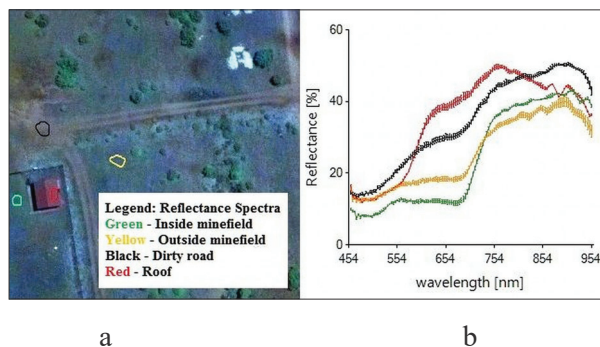 Legend: Reflectance Spectra
Green - Inside minefield
Yellow - Outside minefield
Black - Dirty road
Red - Roof
a
60
40
20
0
Reflectance [%]
454 554 654 754 854 954
wavelength [nm]
b